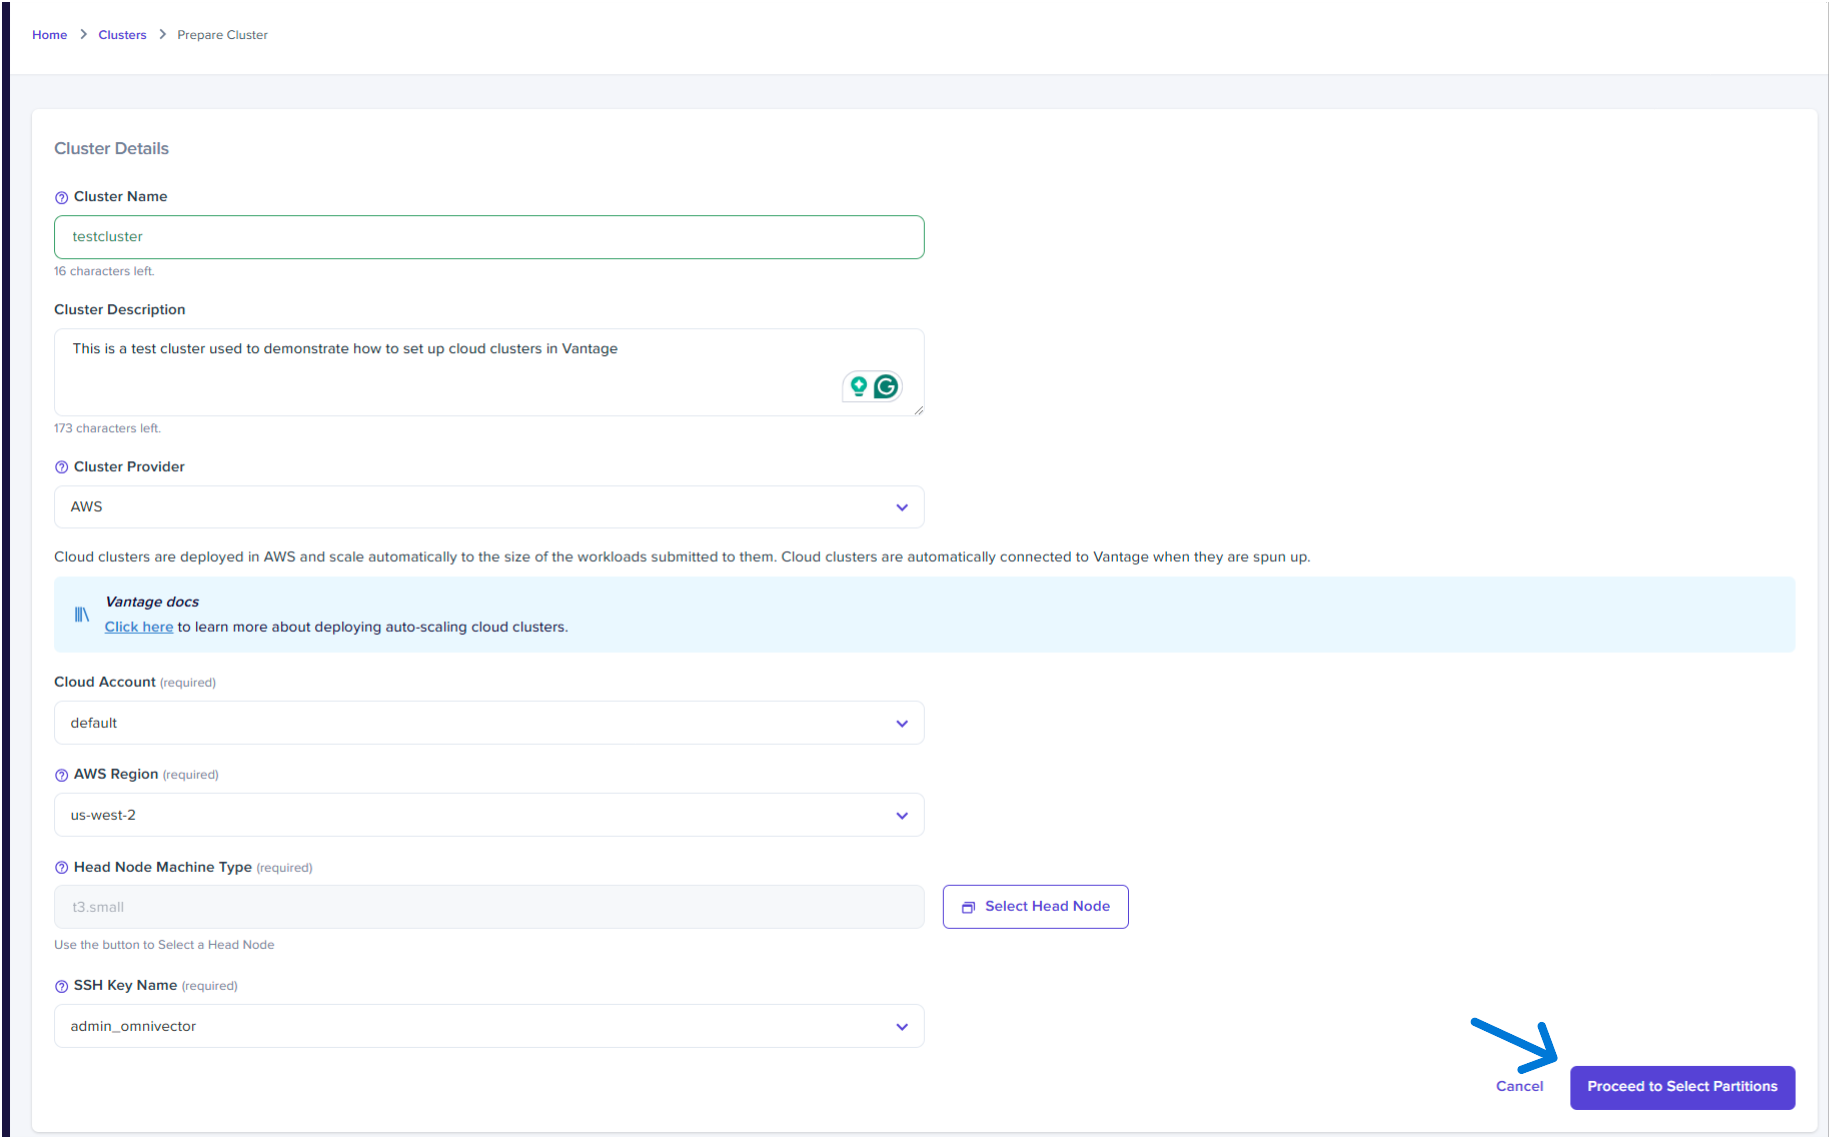 Home > Clusters > Prepare Cluster
Cluster Details
Cluster Name
testcluster
16 characters left.
Cluster Description
This is a test cluster used to demonstrate how to set up cloud clusters in Vantage
173 characters left.
Cluster Provider
AWS
Cloud clusters are deployed in AWS and scale automatically to the size of the workloads submitted to them. Cloud clusters are automatically connected to Vantage when they are spun up.
Vantage docs
Click here to learn more about deploying auto-scaling cloud clusters.
Cloud Account (required)
default
AWS Region (required)
us-west-2
Head Node Machine Type (required)
t3.small
Select Head Node
Use the button to Select a Head Node
SSH Key Name (required)
admin_omnivector
Cancel
Proceed to Select Partitions